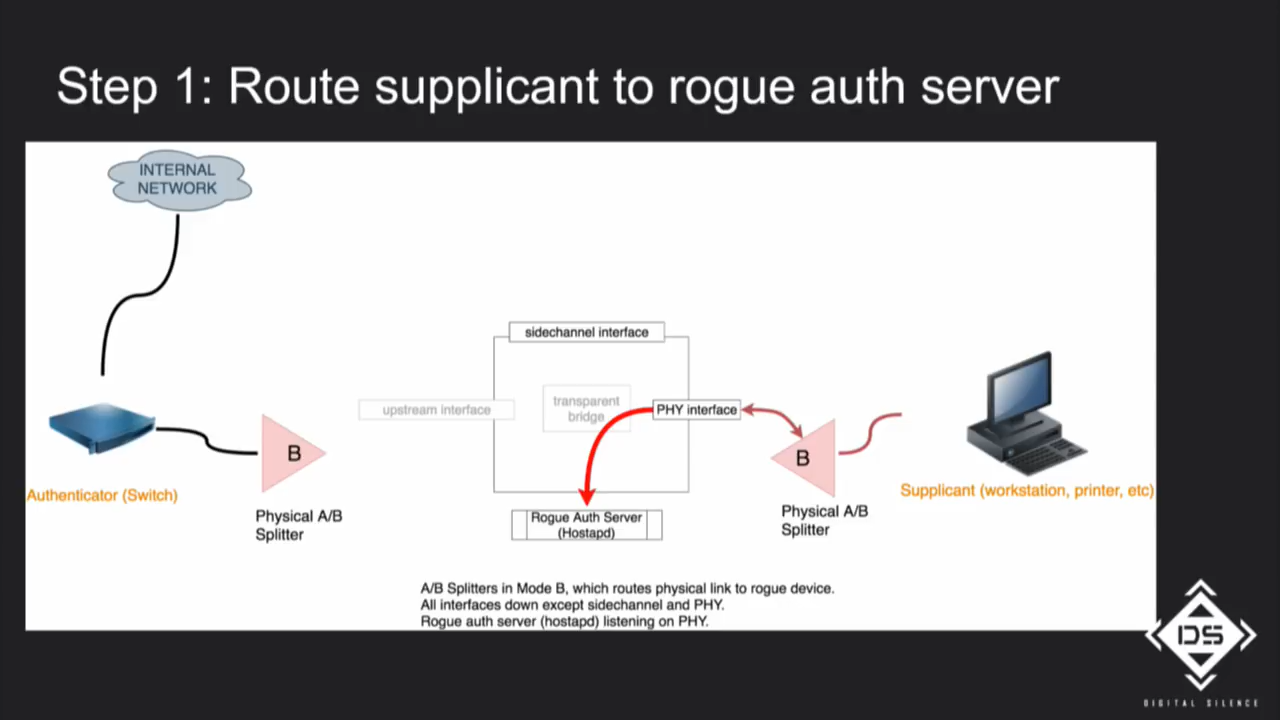 Step 1: Route supplicant to rogue auth server
INTERNAL
NETWORK
sidechannel interface
upstream interface
transparent
bridge
PHY interface
B
B
Authenticator (Switch)
Supplicant (workstation, printer, etc)
Physical A/B
Splitter
Rogue Auth Server
(Hostapd)
Physical A/B
Splitter
A/B Splitters in Mode B, which routes physical link to rogue device.
All interfaces down except sidechannel and PHY.
Rogue auth server (hostapd) listening on PHY.
DS
DIGITAL SILENCE